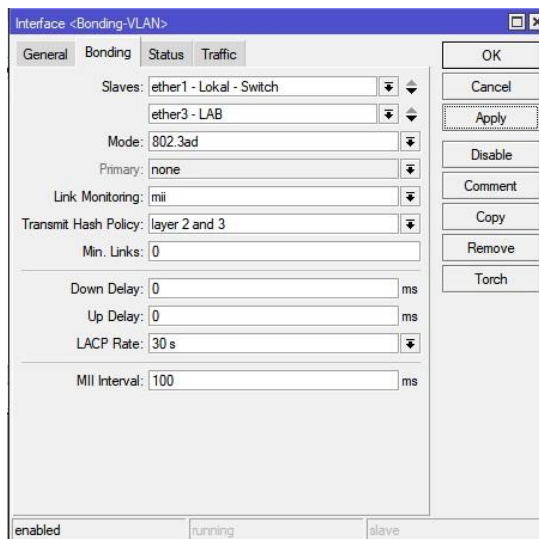 Interface <Bonding-VLAN>
General Bonding Status Traffic
OK
Slaves: ether1 - Lokal - Switch
Cancel
ether3 - LAB
Apply
Mode: 802.3ad
Disable
Primary: none
Comment
Link Monitoring: mii
Copy
Transmit Hash Policy: layer 2 and 3
Remove
Min. Links: 0
Torch
Down Delay: 0 ms
Up Delay: 0 ms
LACP Rate: 30 s
MII Interval: 100 ms
enabled running slave